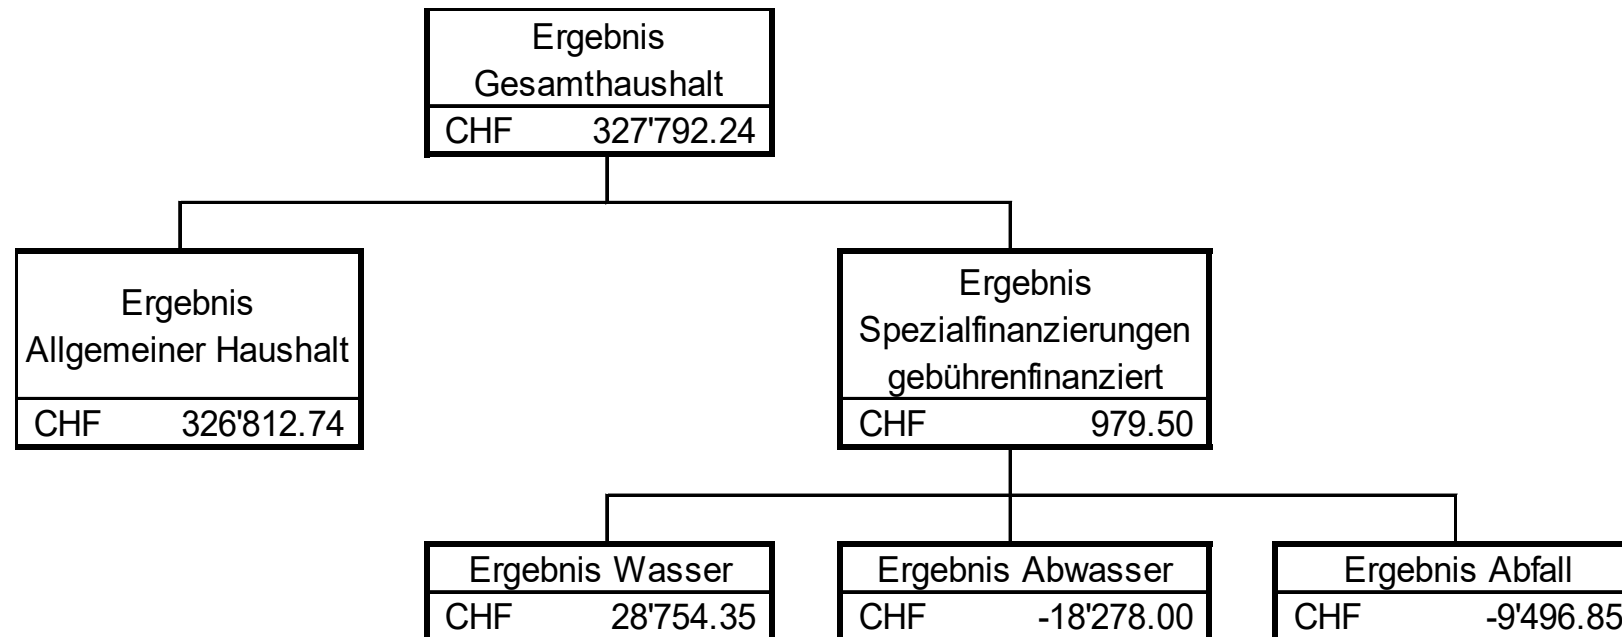 Ergebnis
Gesamthaushalt
CHF 327'792.24
Ergebnis
Allgemeiner Haushalt
CHF 326'812.74
Ergebnis
Spezialfinanzierungen
gebührenfinanziert
CHF 979.50
Ergebnis Wasser
CHF 28'754.35
Ergebnis Abwasser
CHF -18'278.00
Ergebnis Abfall
CHF -9'496.85